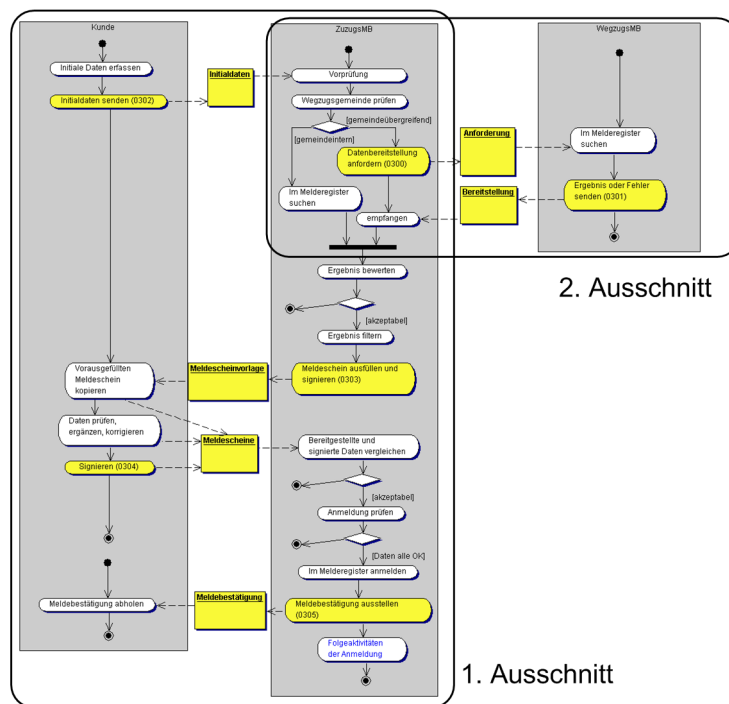 Kunde
Initiale Daten erfassen
Initialdaten senden (0302)
Initialdaten
ZuzugsMB
Vorprüfung
Wegzugsgemeinde prüfen
[gemeindeübergreifend]
[gemeindeintern]
Datenbereitstellung
anfordern (0300)
Im Melderegister
suchen
empfangen
Anforderung
Bereitstellung
WegzugsMB
Im Melderegister
suchen
Ergebnis oder Fehler
senden (0301)
2. Ausschnitt
Ergebnis bewerten
[akzeptabel]
Ergebnis filtern
Meldeschein ausfüllen und
signieren (0303)
Meldescheinvorlage
Vorausgefüllten
Meldeschein
kopieren
Daten prüfen,
ergänzen, korrigieren
Signieren (0304)
Meldescheine
Bereitgestellte und
signierte Daten vergleichen
[akzeptabel]
Anmeldung prüfen
[Daten alle OK]
Im Melderegister anmelden
Meldebestätigung ausstellen
(0305)
Meldebestätigung
Meldebestätigung abholen
Folgeaktivitäten
der Anmeldung
1. Ausschnitt